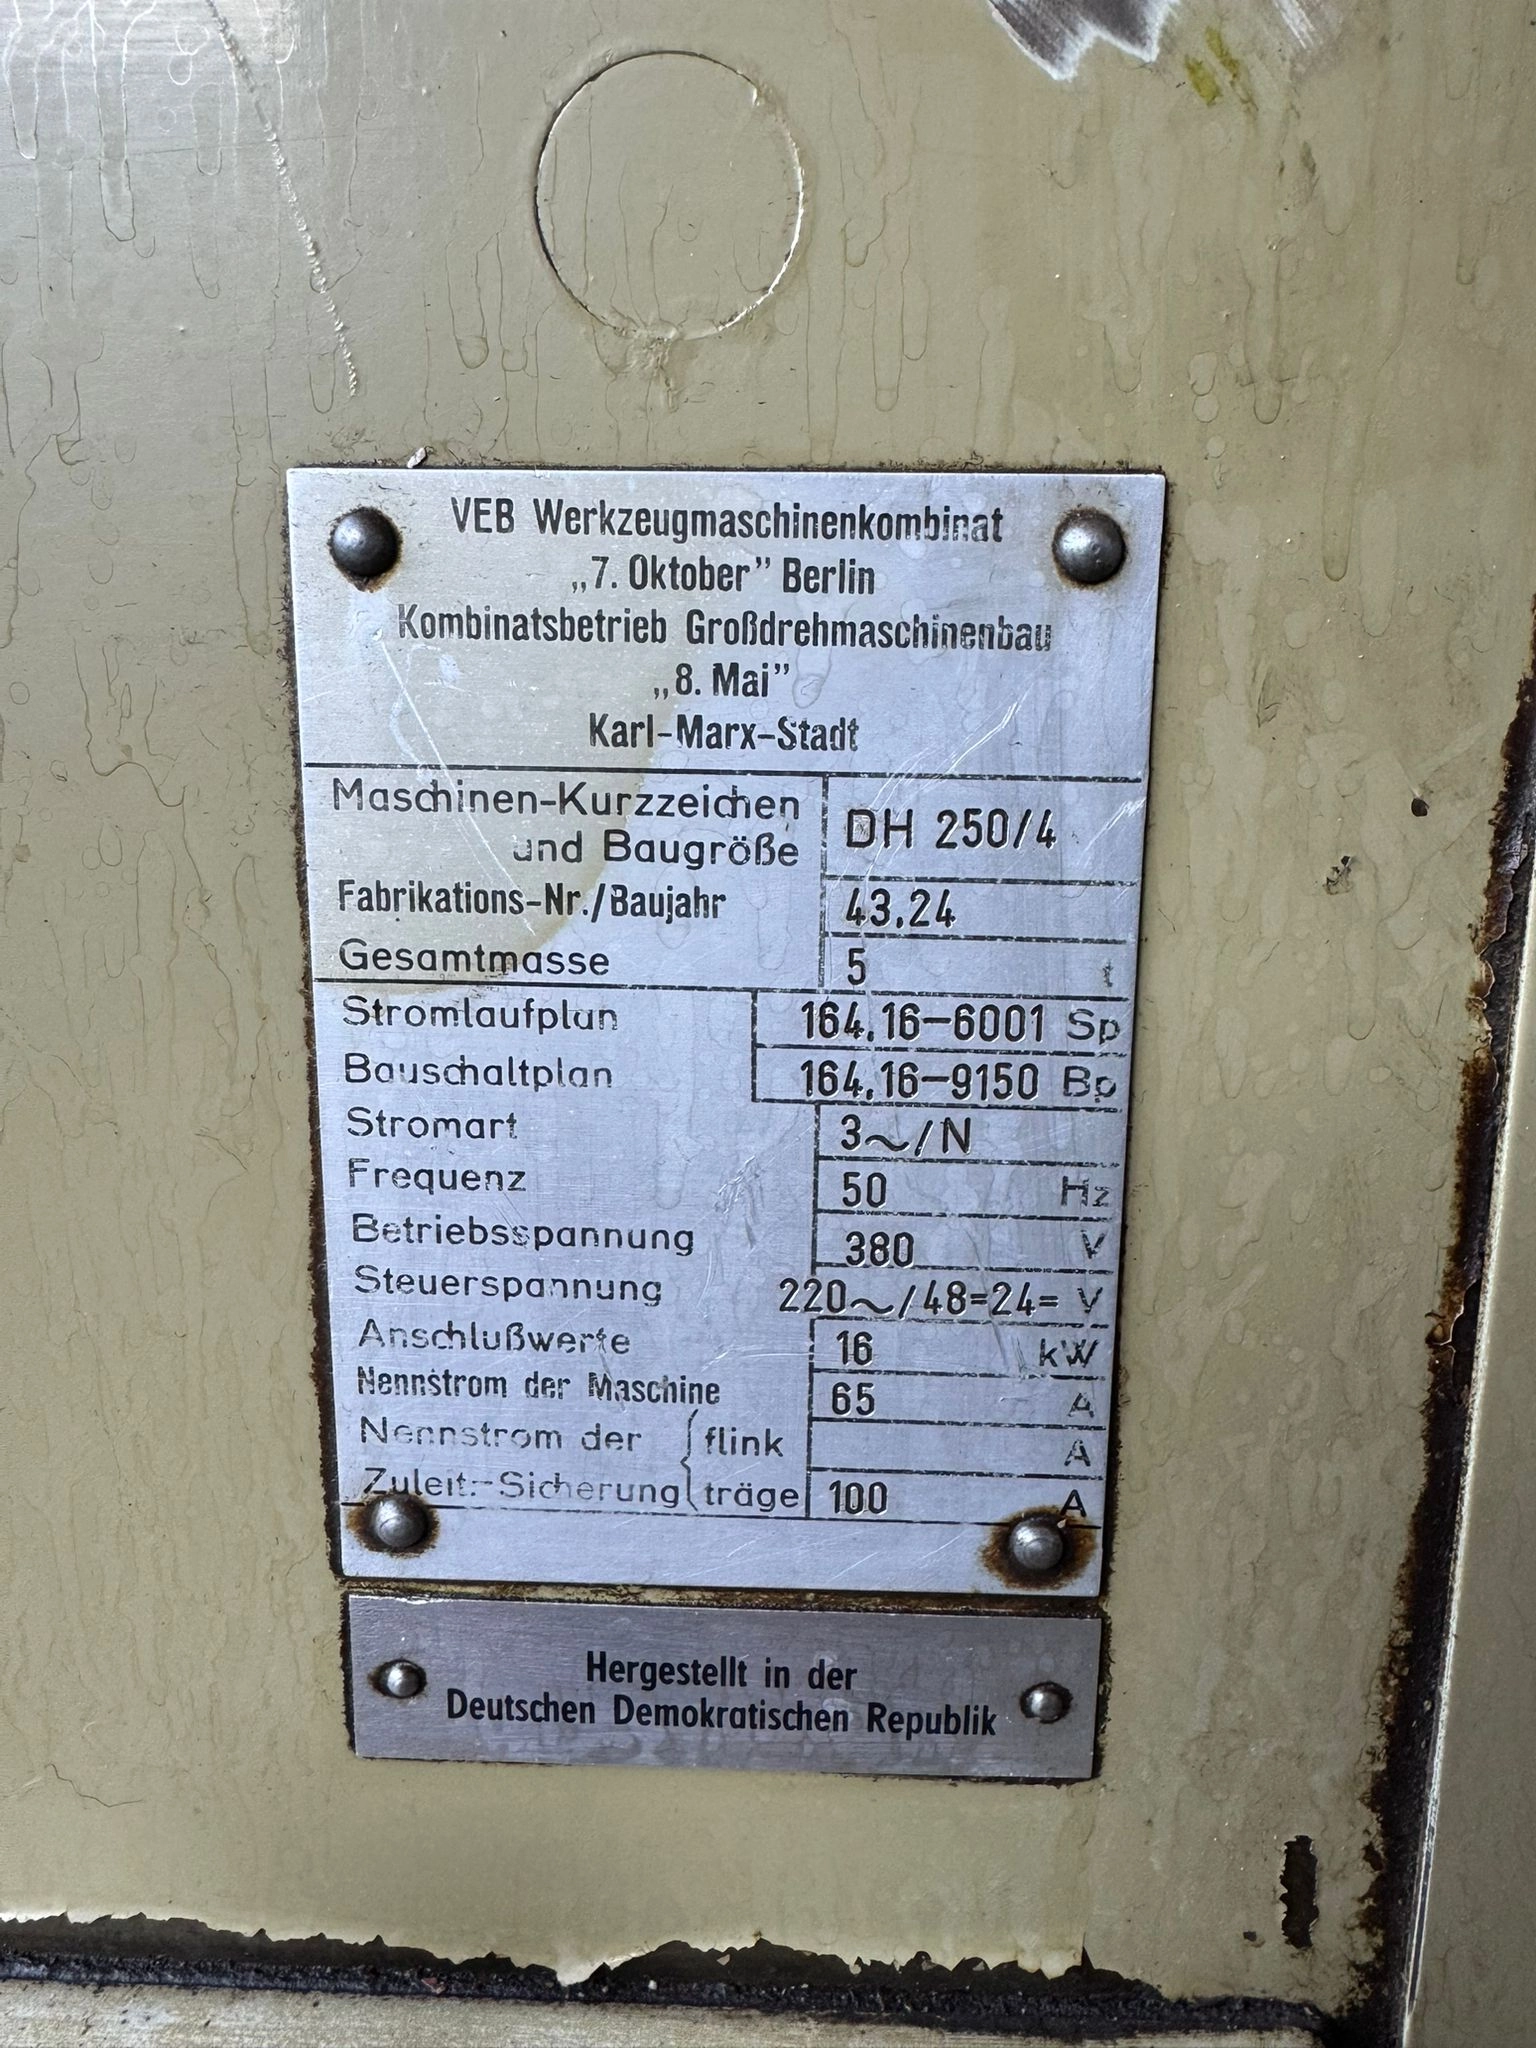 VEB Werkzeugmaschinenkombinat
„7. Oktober” Berlin
Kombinatsbetrieb Großdrehmaschinenbau
„8. Mai”
Karl-Marx-Stadt
Maschinen-Kurzzeichen
und Baugröße DH 250/4
Fabrikations-Nr./Baujahr 43.24
Gesamtmasse 5 t
Stromlaufplan 164.16-6001 Sp
Bauschaltplan 164.16-9150 Bp
Stromart 3~/N
Frequenz 50 Hz
Betriebsspannung 380 V
Steuerspannung 220~/48=24= V
Anschlußwerte 16 kW
Nennstrom der Maschine 65 A
Nennstrom der flink A
Zuleit.-Sicherung träge 100 A
Hergestellt in der
Deutschen Demokratischen Republik